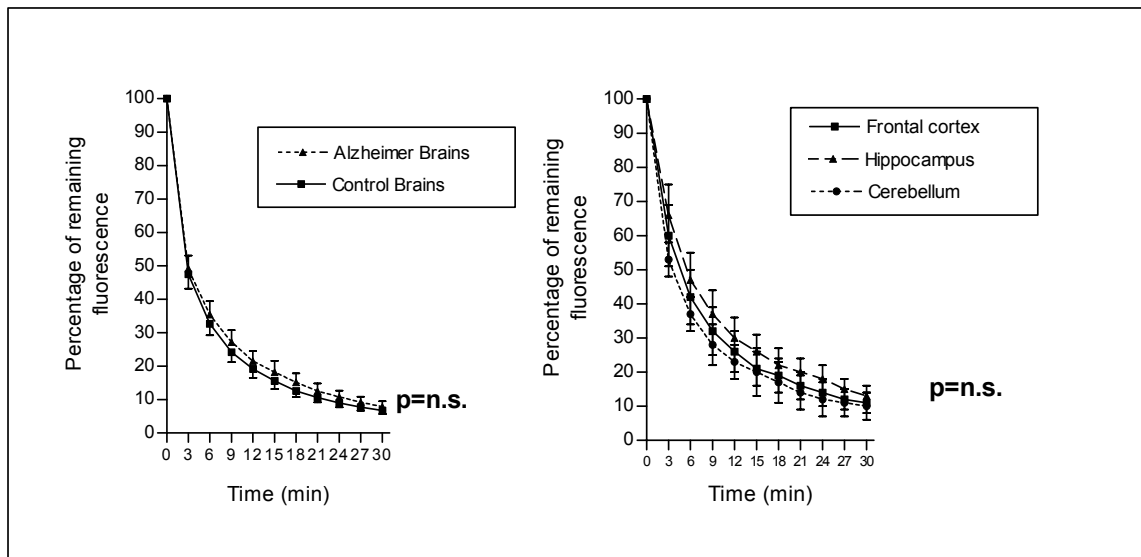 Percentage of remaining
fluorescence
100
90
80
70
60
50
40
30
20
10
0
Alzheimer Brains
Control Brains
p=n.s.
0 3 6 9 12 15 18 21 24 27 30
Time (min)
Percentage of remaining
fluorescence
100
90
80
70
60
50
40
30
20
10
0
Frontal cortex
Hippocampus
Cerebellum
p=n.s.
0 3 6 9 12 15 18 21 24 27 30
Time (min)